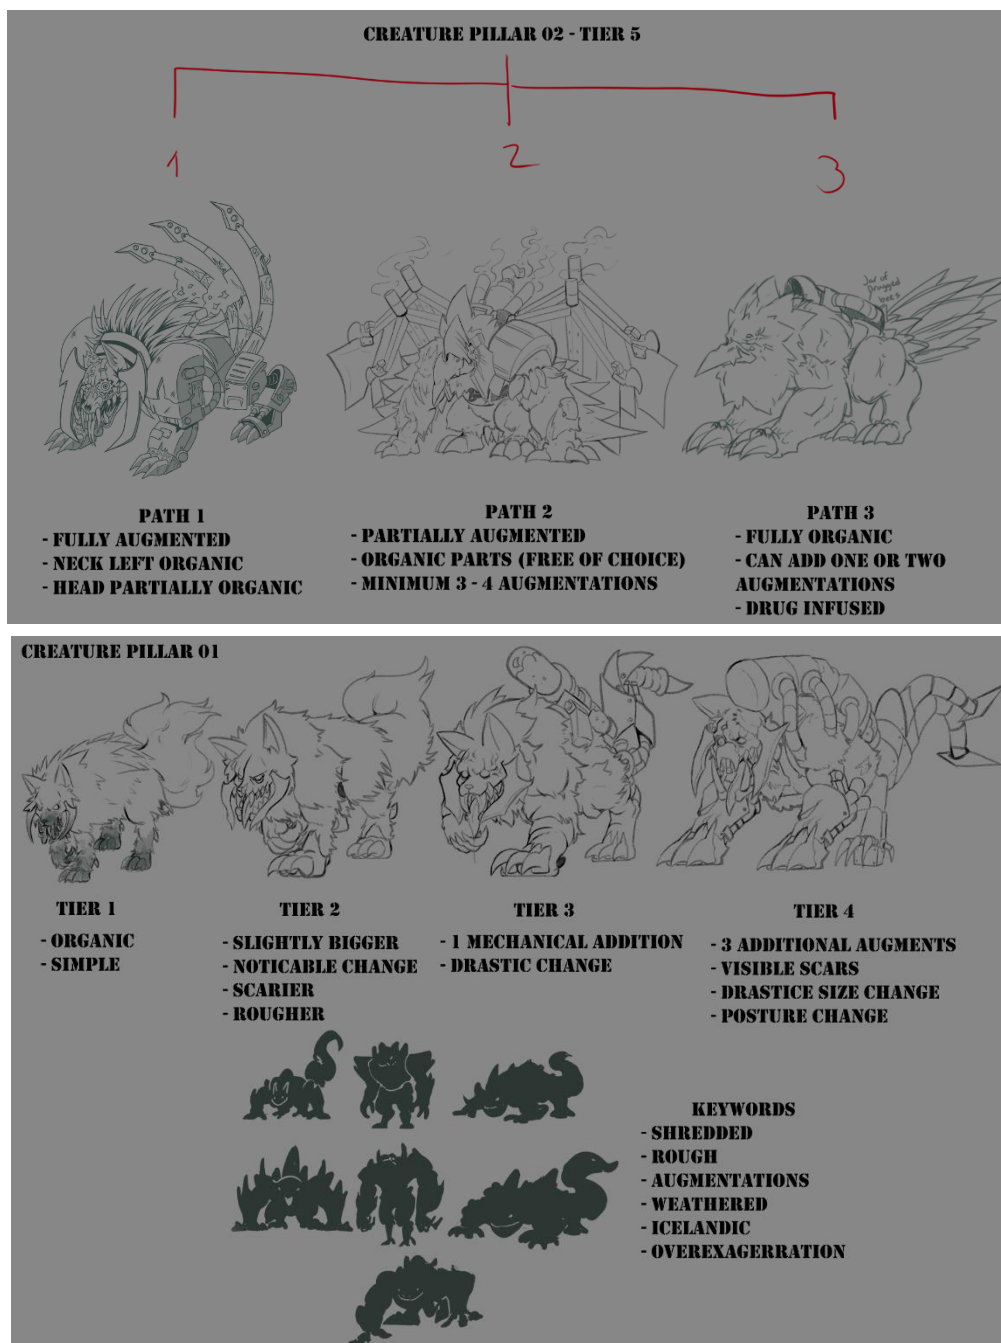 CREATURE PILLAR 02 - TIER 5
1
2
3
Jar of
Drugged
bees
PATH 1
- FULLY AUGMENTED
- NECK LEFT ORGANIC
- HEAD PARTIALLY ORGANIC
PATH 2
- PARTIALLY AUGMENTED
- ORGANIC PARTS (FREE OF CHOICE)
- MINIMUM 3 - 4 AUGMENTATIONS
PATH 3
- FULLY ORGANIC
- CAN ADD ONE OR TWO
AUGMENTATIONS
- DRUG INFUSED
CREATURE PILLAR 01
TIER 1
- ORGANIC
- SIMPLE
TIER 2
- SLIGHTLY BIGGER
- NOTICABLE CHANGE
- SCARIER
- ROUGHER
TIER 3
- 1 MECHANICAL ADDITION
- DRASTIC CHANGE
TIER 4
- 3 ADDITIONAL AUGMENTS
- VISIBLE SCARS
- DRASTICE SIZE CHANGE
- POSTURE CHANGE
KEYWORDS
- SHREDDED
- ROUGH
- AUGMENTATIONS
- WEATHERED
- ICELANDIC
- OVEREXAGERRATION